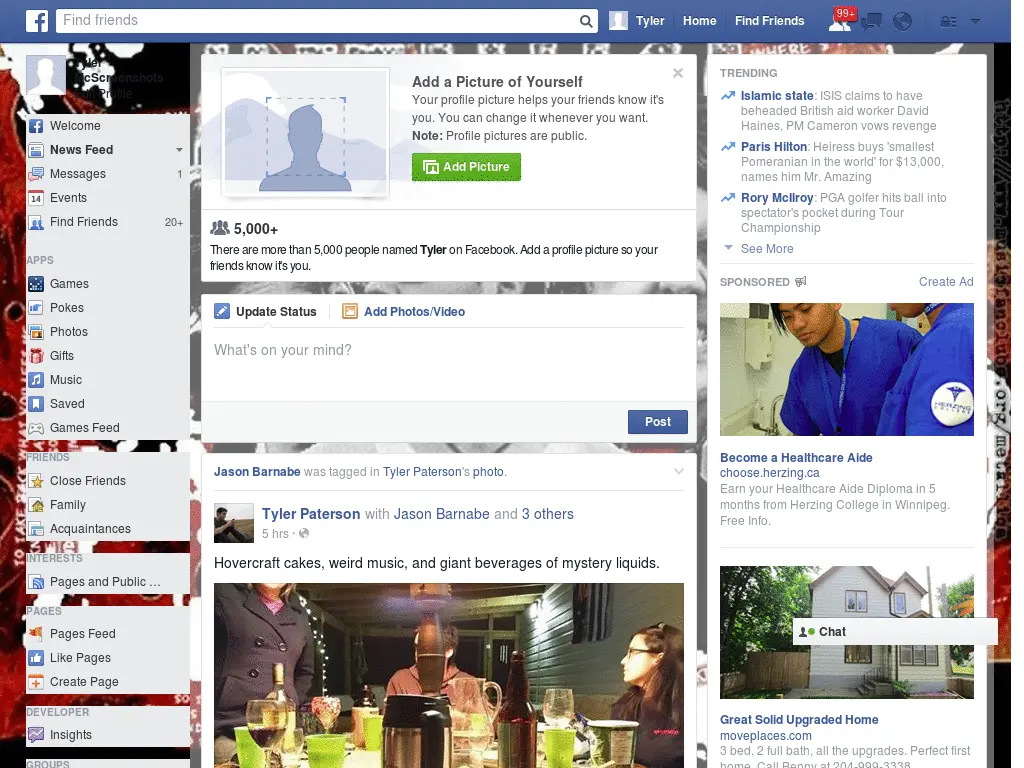 Find friends
Tyler
Home
Find Friends
99+
Tyler
McScreenshots
Edit Profile
Welcome
News Feed
Messages 1
14 Events
Find Friends 20+
APPS
Games
Pokes
Photos
Gifts
Music
Saved
Games Feed
FRIENDS
Close Friends
Family
Acquaintances
INTERESTS
Pages and Public ...
PAGES
Pages Feed
Like Pages
Create Page
DEVELOPER
Insights
GROUPS
Add a Picture of Yourself
Your profile picture helps your friends know it's
you. You can change it whenever you want.
Note: Profile pictures are public.
Add Picture
5,000+
There are more than 5,000 people named Tyler on Facebook. Add a profile picture so your
friends know it's you.
Update Status
Add Photos/Video
What's on your mind?
Post
Jason Barnabe was tagged in Tyler Paterson's photo.
Tyler Paterson with Jason Barnabe and 3 others
5 hrs ·
Hovercraft cakes, weird music, and giant beverages of mystery liquids.
TRENDING
Islamic state: ISIS claims to have
beheaded British aid worker David
Haines, PM Cameron vows revenge
Paris Hilton: Heiress buys 'smallest
Pomeranian in the world' for $13,000,
names him Mr. Amazing
Rory McIlroy: PGA golfer hits ball into
spectator's pocket during Tour
Championship
See More
SPONSORED
Create Ad
HERZING
COLLEGE
Become a Healthcare Aide
choose.herzing.ca
Earn your Healthcare Aide Diploma in 5
months from Herzing College in Winnipeg.
Free Info.
Chat
Great Solid Upgraded Home
moveplaces.com
3 bed, 2 full bath, all the upgrades. Perfect first
home. Call Benny at 204-999-3338
WHERE